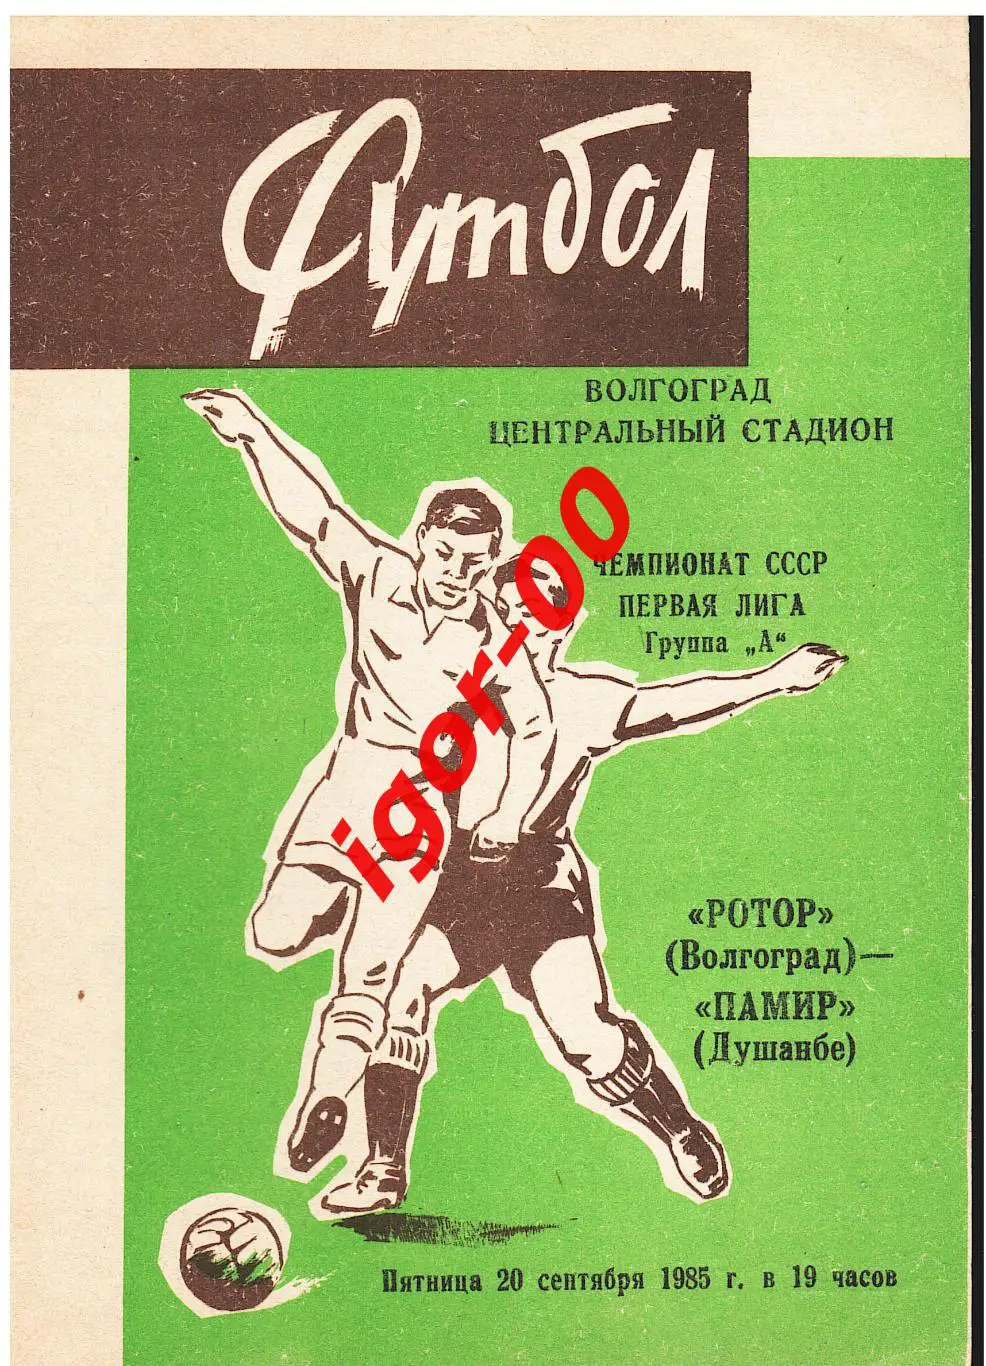 Футбол
ВОЛГОГРАД
ЦЕНТРАЛЬНЫЙ СТАДИОН
ЧЕМПИОНАТ СССР
ПЕРВАЯ ЛИГА
Группа „А“
igor-00
«РОТОР»
(Волгоград)—
«ПАМИР»
(Душанбе)
Пятница 20 сентября 1985 г. в 19 часов